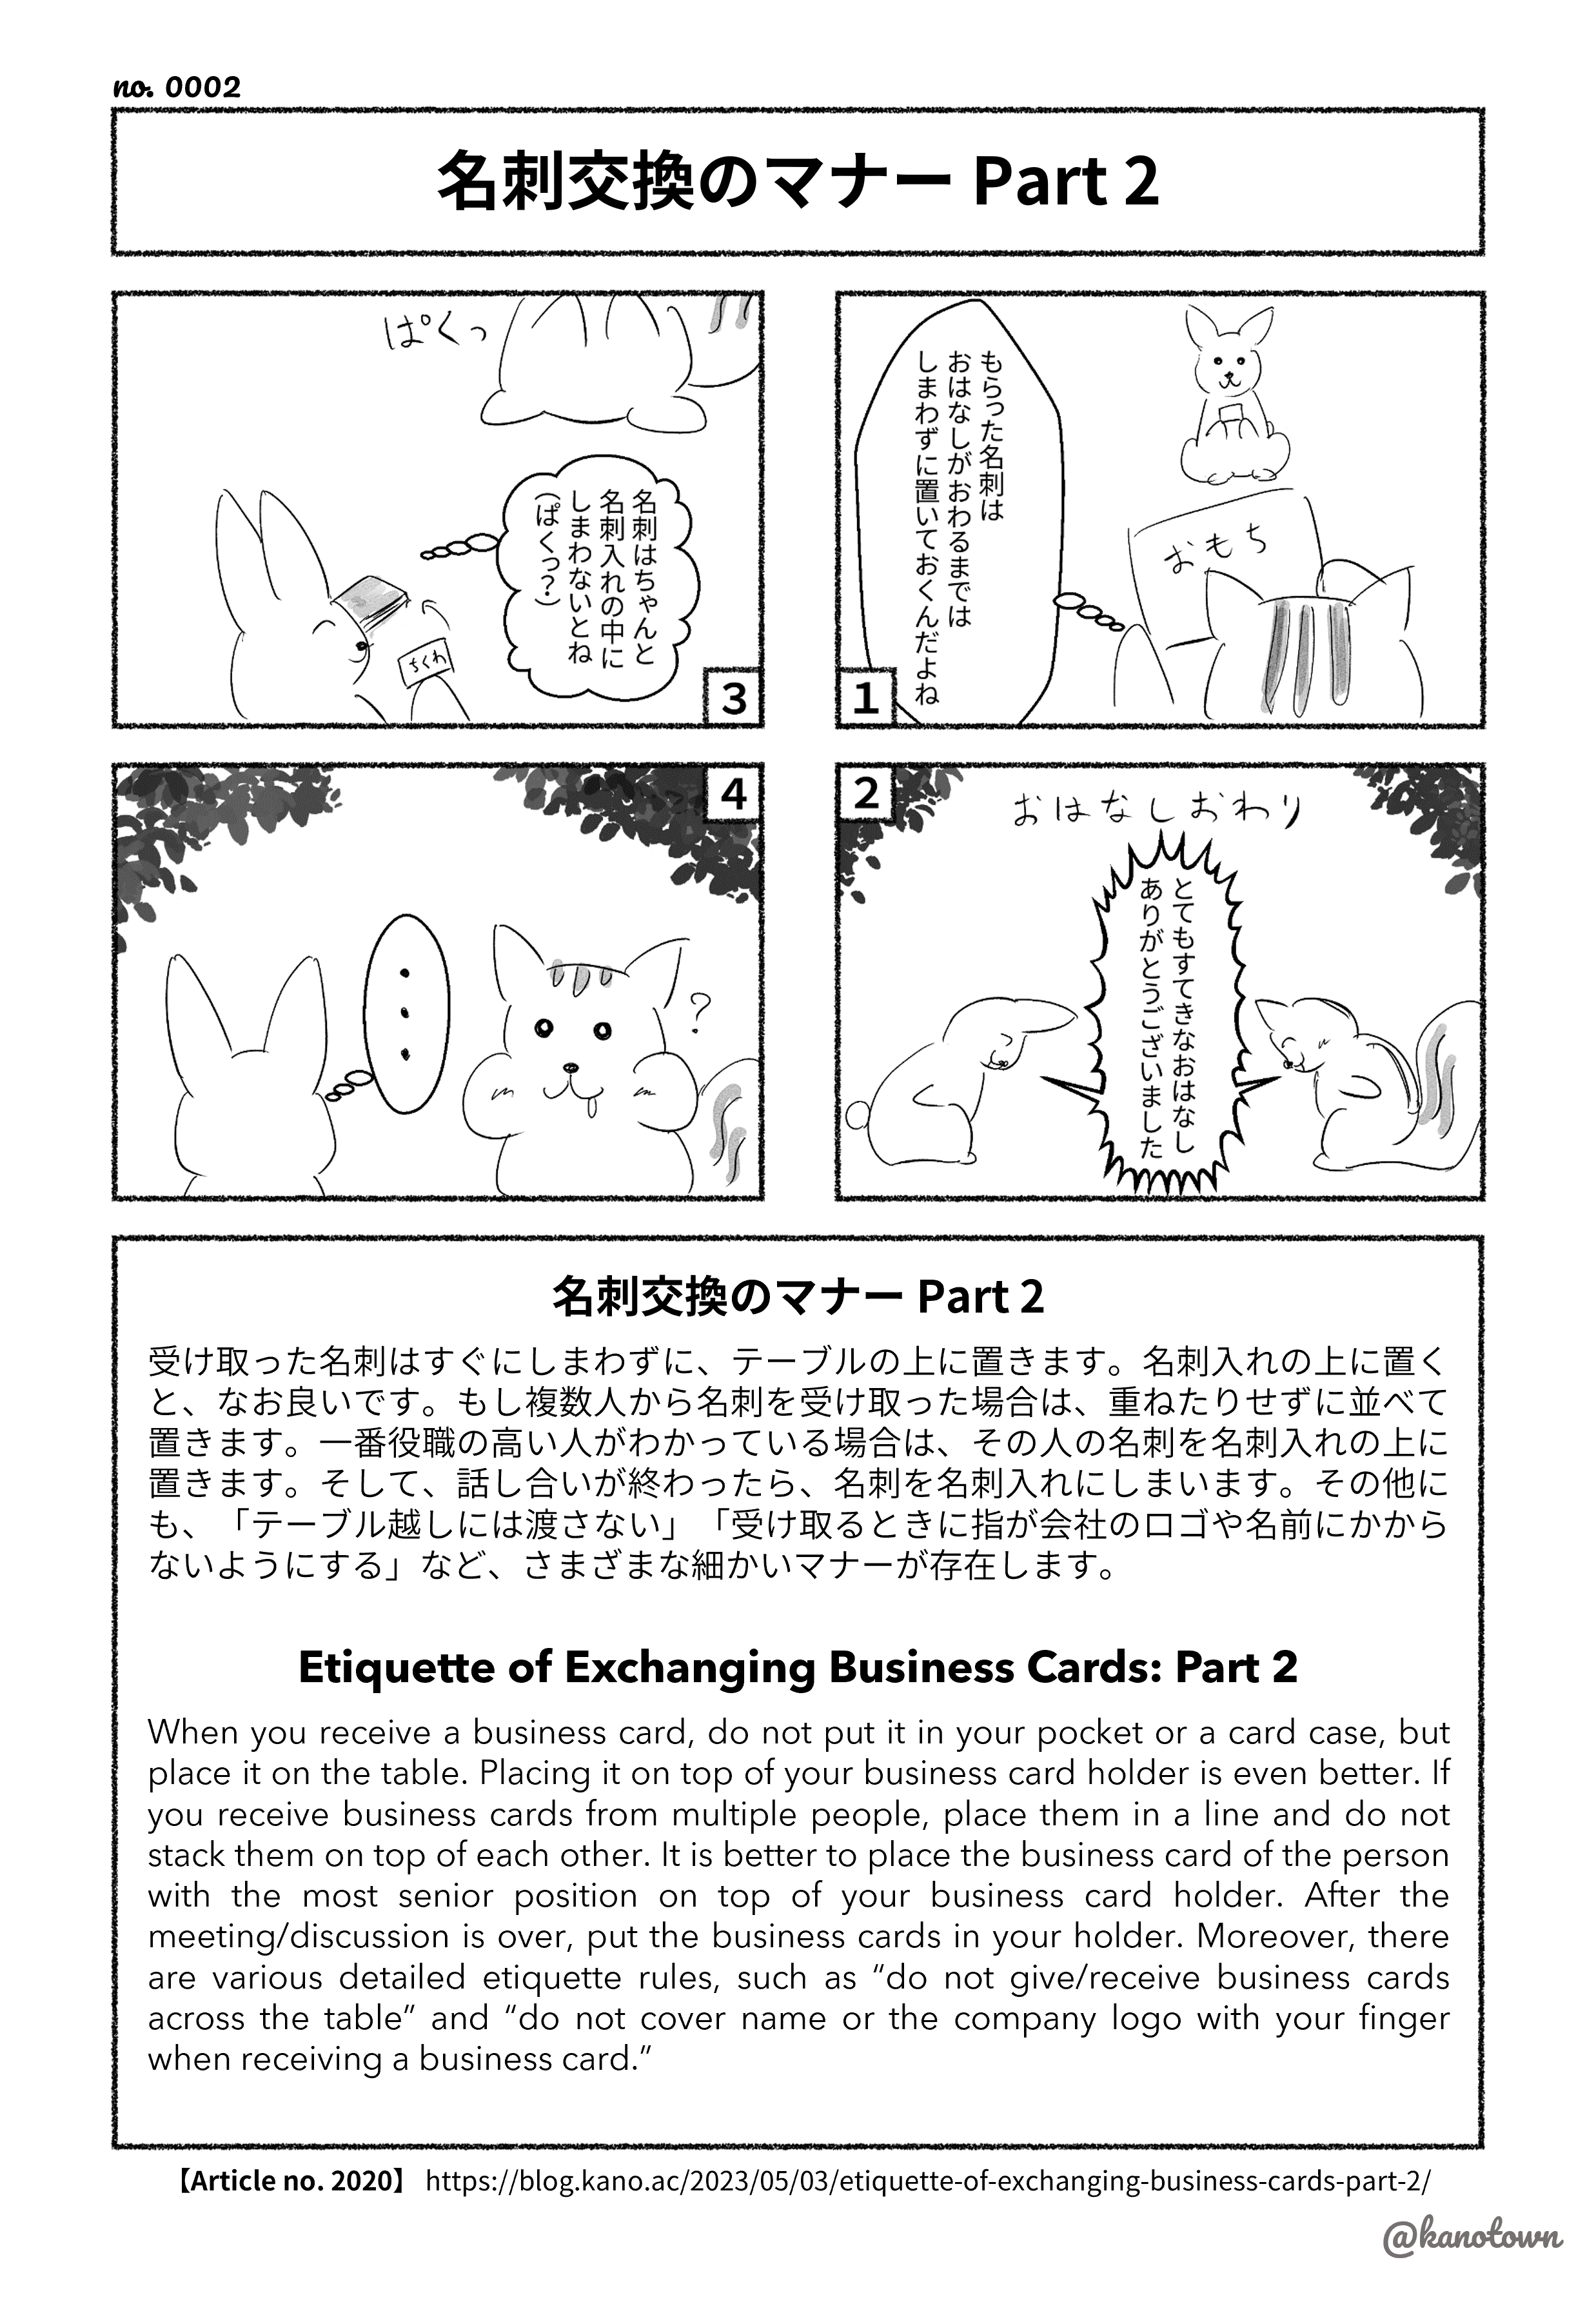 no. 0002
名刺交換のマナー Part 2
もらった名刺は
おはなしがおわるまでは
しまわずに置いておくんだよね
おもち
1
2
おはなしおわり
とてもすてきなおはなし
ありがとうございました
ぱくっ
名刺はちゃんと
名刺入れの中に
しまわないとね
(ぱくっ?)
ちくわ
3
4
・・・
?
名刺交換のマナー Part 2
受け取った名刺はすぐにしまわずに、テーブルの上に置きます。名刺入れの上に置く
と、なお良いです。もし複数人から名刺を受け取った場合は、重ねたりせずに並べて
置きます。一番役職の高い人がわかっている場合は、その人の名刺を名刺入れの上に
置きます。そして、話し合いが終わったら、名刺を名刺入れにしまいます。その他に
も、「テーブル越しには渡さない」「受け取るときに指が会社のロゴや名前にかから
ないようにする」など、さまざまな細かいマナーが存在します。
Etiquette of Exchanging Business Cards: Part 2
When you receive a business card, do not put it in your pocket or a card case, but
place it on the table. Placing it on top of your business card holder is even better. If
you receive business cards from multiple people, place them in a line and do not
stack them on top of each other. It is better to place the business card of the person
with the most senior position on top of your business card holder. After the
meeting/discussion is over, put the business cards in your holder. Moreover, there
are various detailed etiquette rules, such as “do not give/receive business cards
across the table” and “do not cover name or the company logo with your finger
when receiving a business card.”
【Article no. 2020】 https://blog.kano.ac/2023/05/03/etiquette-of-exchanging-business-cards-part-2/
@kanotown